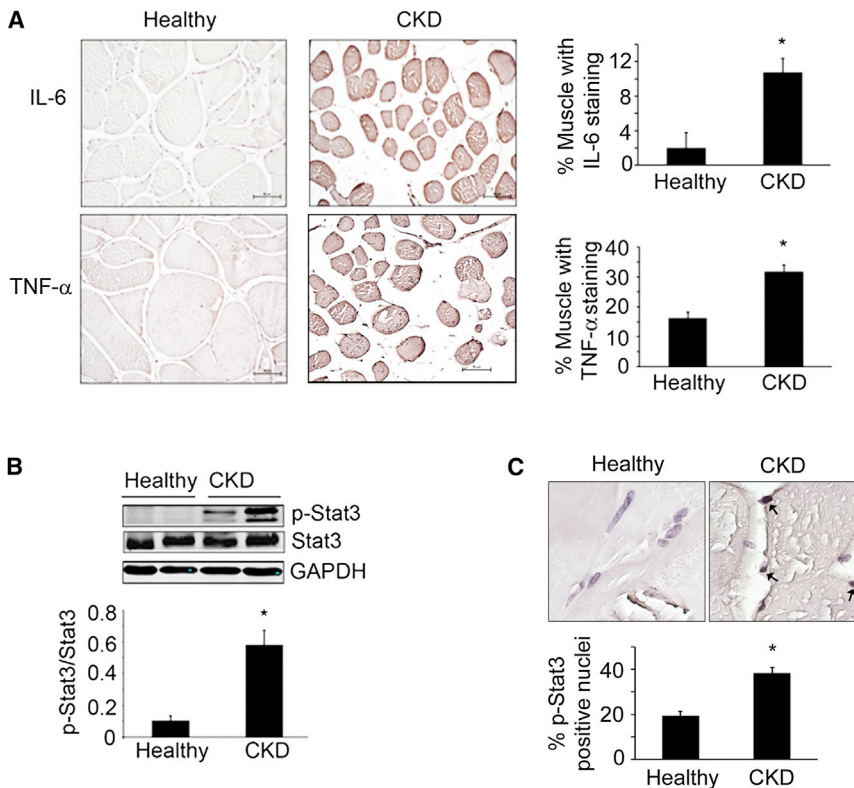 A
Healthy CKD
IL-6
TNF-α
% Muscle with
IL-6 staining
12
8
4
0
*
Healthy CKD
% Muscle with
TNF-α staining
40
30
20
10
0
*
Healthy CKD
B
Healthy CKD
p-Stat3
Stat3
GAPDH
p-Stat3/Stat3
0.8
0.6
0.4
0.2
0
*
Healthy CKD
C
Healthy CKD
% p-Stat3
positive nuclei
40
20
0
*
Healthy CKD